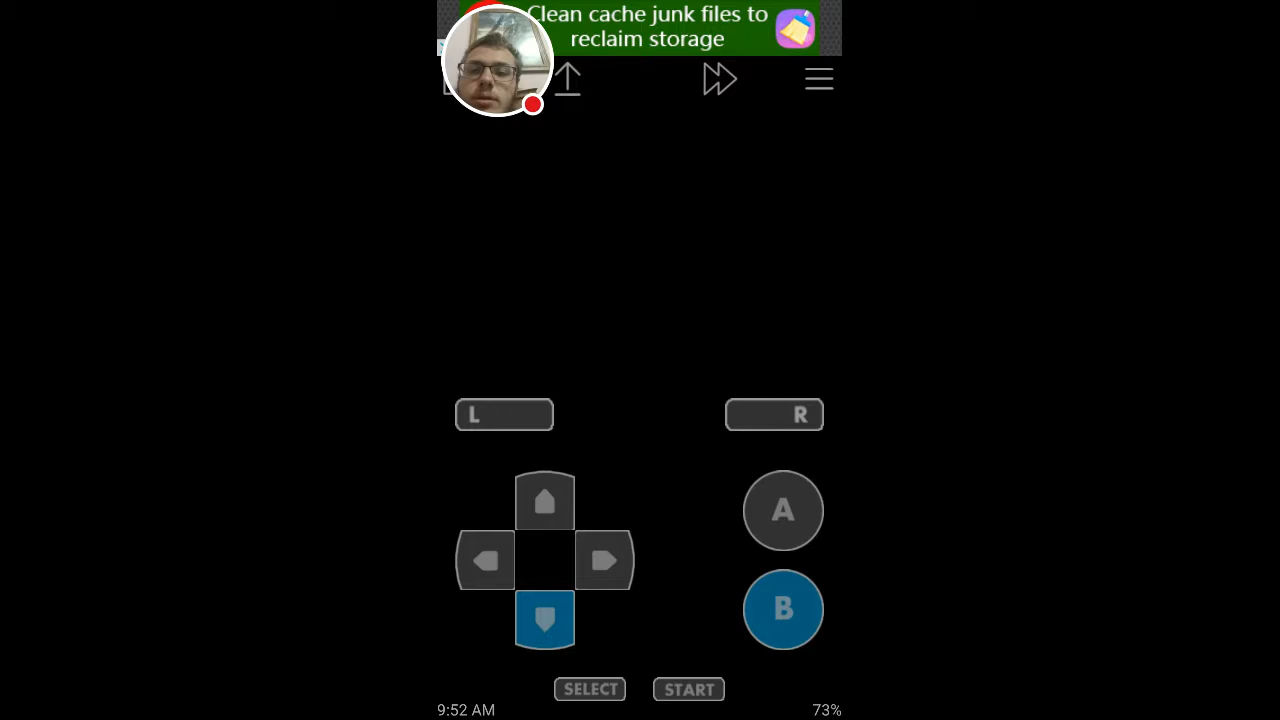 Clean cache junk files to
reclaim storage
L
R
A
B
SELECT
START
9:52 AM
73%